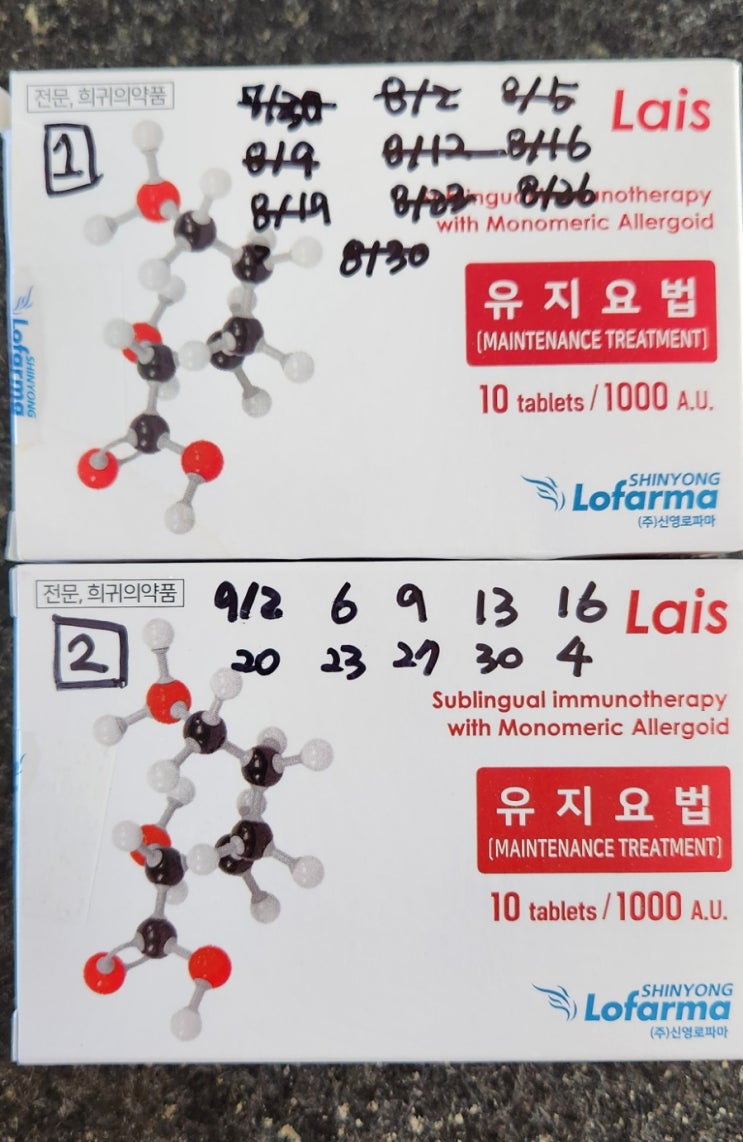 전문, 희귀의약품
1
7/30 8/2 8/5
Lais
8/9 8/12 8/16
8/19 8/23 8/26
8/30
with Monomeric Allergoid
유지요법
(MAINTENANCE TREATMENT)
10 tablets / 1000 A.U.
SHINYONG
Lofarma
(주)신영로파마
SHINYONG
Lofarma
전문, 희귀의약품
2
9/2 6 9 13 16
20 23 27 30 4
Lais
Sublingual immunotherapy
with Monomeric Allergoid
유지요법
(MAINTENANCE TREATMENT)
10 tablets / 1000 A.U.
SHINYONG
Lofarma
(주)신영로파마